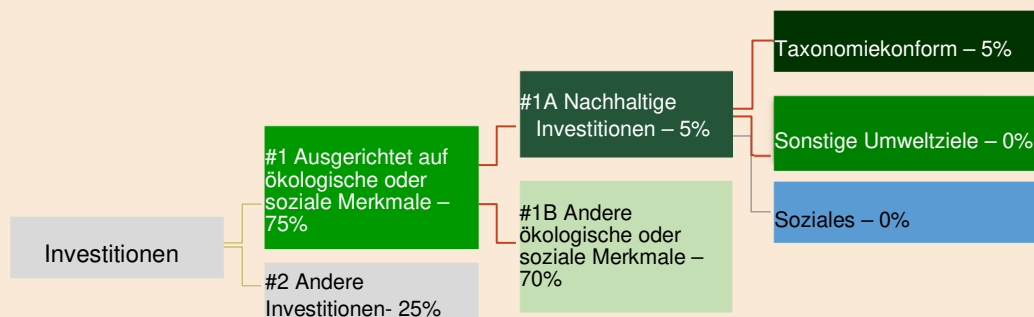 Investitionen
#1 Ausgerichtet auf
ökologische oder
soziale Merkmale –
75%
#2 Andere
Investitionen- 25%
#1A Nachhaltige
Investitionen – 5%
#1B Andere
ökologische oder
soziale Merkmale –
70%
Taxonomiekonform – 5%
Sonstige Umweltziele – 0%
Soziales – 0%